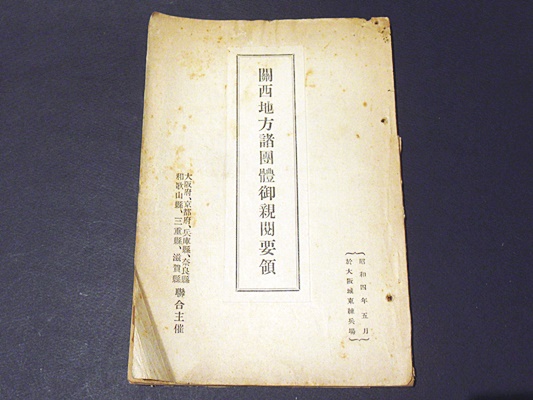 昭和四年五月
於大阪城東練兵場
關西地方諸團體御親閱要領
大阪府、京都府、兵庫縣、奈良縣
和歌山縣、三重縣、滋賀縣
聯合主催